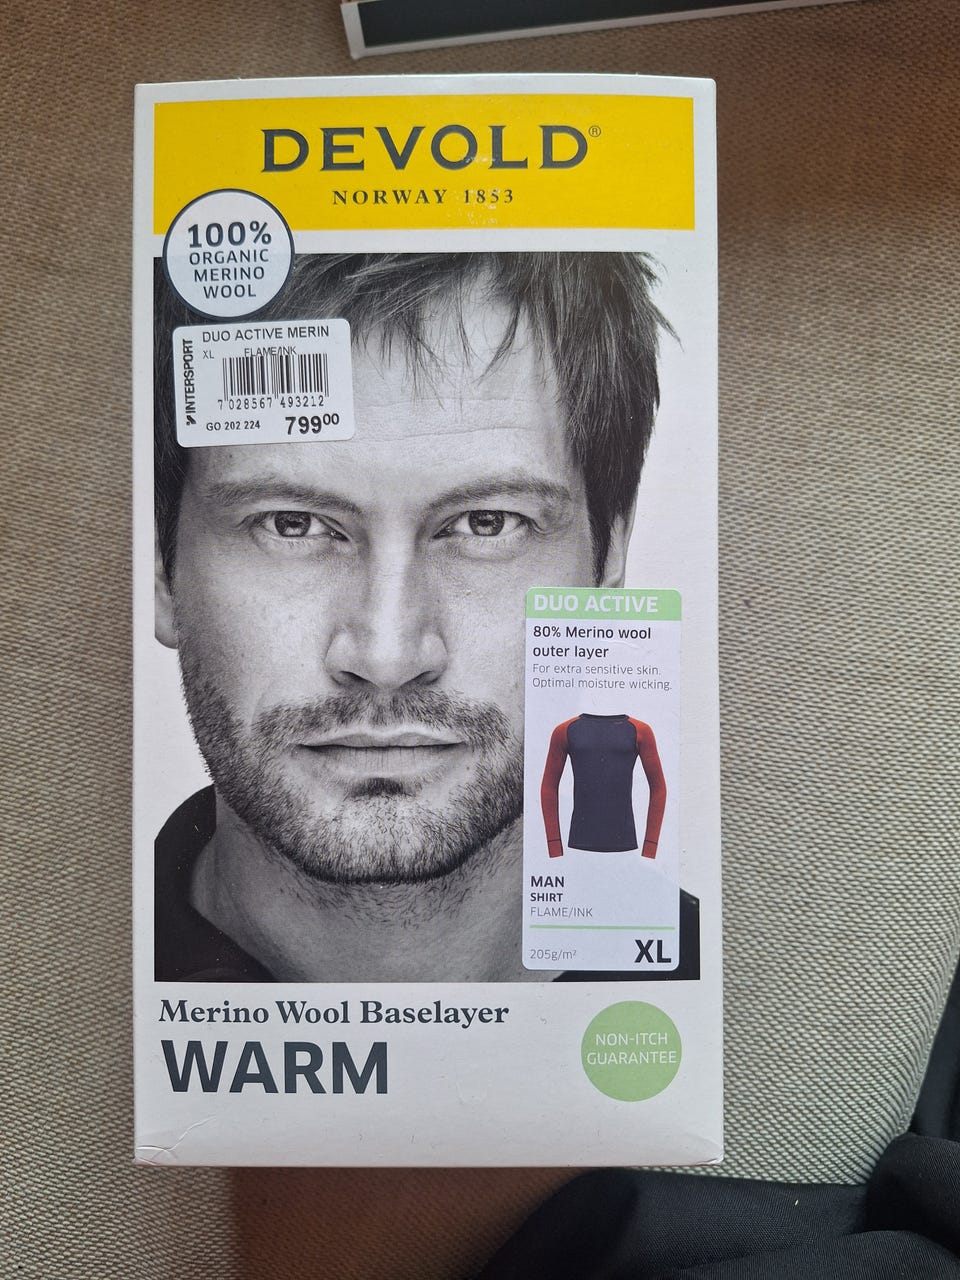 DEVOLD®
NORWAY 1853
100%
ORGANIC
MERINO
WOOL
INTERSPORT
DUO ACTIVE MERIN
XL FLAME/INK
7 028567 493212
GO 202 224 79900
DUO ACTIVE
80% Merino wool
outer layer
For extra sensitive skin.
Optimal moisture wicking.
MAN
SHIRT
FLAME/INK
205g/m²
XL
Merino Wool Baselayer
WARM
NON-ITCH
GUARANTEE